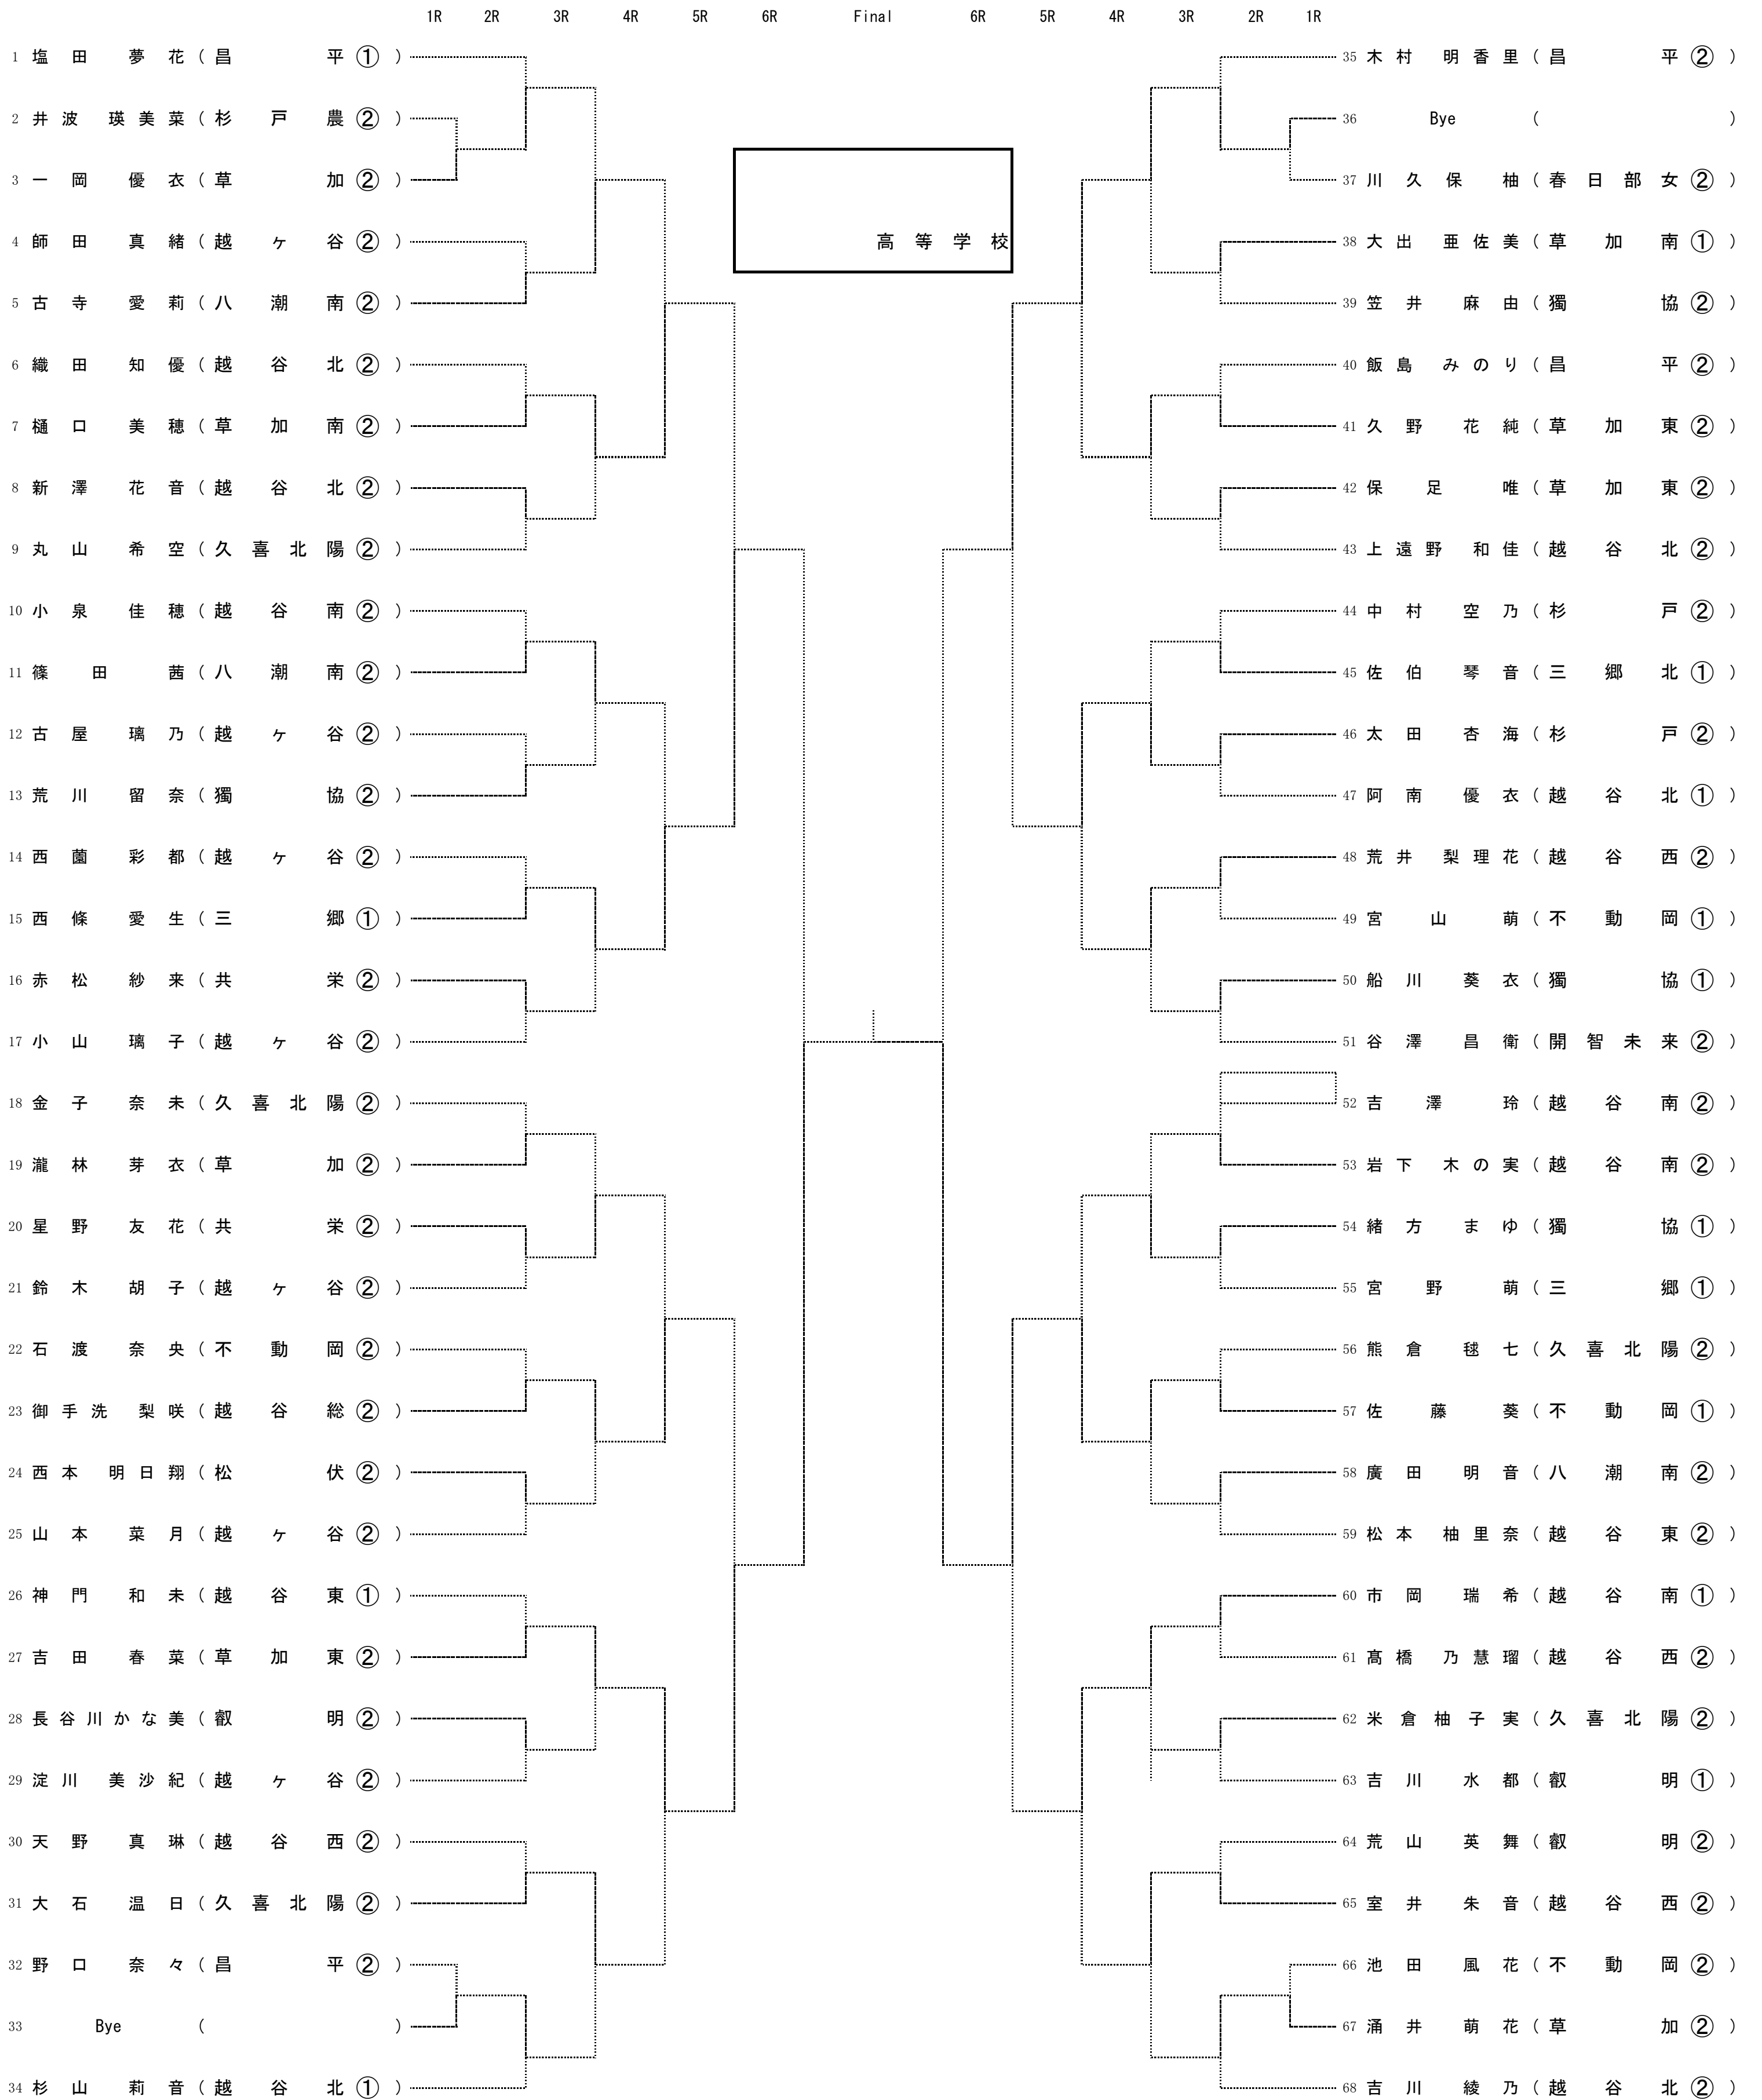 1R 2R 3R 4R 5R 6R Final 6R 5R 4R 3R 2R 1R
1 塩田 夢花 ( 昌平 ① )
2 井波 瑛美菜 ( 杉戸農 ② )
3 一岡 優衣 ( 草加 ② )
4 師田 真緒 ( 越ヶ谷 ② )
5 古寺 愛莉 ( 八潮南 ② )
6 織田 知優 ( 越谷北 ② )
7 樋口 美穂 ( 草加南 ② )
8 新澤 花音 ( 越谷北 ② )
9 丸山 希空 ( 久喜北陽 ② )
10 小泉 佳穂 ( 越谷南 ② )
11 篠田 茜 ( 八潮南 ② )
12 古屋 璃乃 ( 越ヶ谷 ② )
13 荒川 留奈 ( 獨協 ② )
14 西薗 彩都 ( 越ヶ谷 ② )
15 西條 愛生 ( 三郷 ① )
16 赤松 紗来 ( 共栄 ② )
17 小山 璃子 ( 越ヶ谷 ② )
18 金子 奈未 ( 久喜北陽 ② )
19 瀧林 芽衣 ( 草加 ② )
20 星野 友花 ( 共栄 ② )
21 鈴木 胡子 ( 越ヶ谷 ② )
22 石渡 奈央 ( 不動岡 ② )
23 御手洗 梨咲 ( 越谷総 ② )
24 西本 明日翔 ( 松伏 ② )
25 山本 菜月 ( 越ヶ谷 ② )
26 神門 和未 ( 越谷東 ① )
27 吉田 春菜 ( 草加東 ② )
28 長谷川かな美 ( 叡明 ② )
29 淀川 美沙紀 ( 越ヶ谷 ② )
30 天野 真琳 ( 越谷西 ② )
31 大石 温日 ( 久喜北陽 ② )
32 野口 奈々 ( 昌平 ② )
33 Bye ( )
34 杉山 莉音 ( 越谷北 ① )
高等学校
35 木村 明香里 ( 昌平 ② )
36 Bye ( )
37 川久保 柚 ( 春日部女 ② )
38 大出 亜佐美 ( 草加南 ① )
39 笠井 麻由 ( 獨協 ② )
40 飯島 みのり ( 昌平 ② )
41 久野 花純 ( 草加東 ② )
42 保足 唯 ( 草加東 ② )
43 上遠野 和佳 ( 越谷北 ② )
44 中村 空乃 ( 杉戸 ② )
45 佐伯 琴音 ( 三郷北 ① )
46 太田 杏海 ( 杉戸 ② )
47 阿南 優衣 ( 越谷北 ① )
48 荒井 梨理花 ( 越谷西 ② )
49 宮山 萌 ( 不動岡 ① )
50 船川 葵衣 ( 獨協 ① )
51 谷澤 昌衛 ( 開智未来 ② )
52 吉澤 玲 ( 越谷南 ② )
53 岩下 木の実 ( 越谷南 ② )
54 緒方 まゆ ( 獨協 ① )
55 宮野 萌 ( 三郷 ① )
56 熊倉 毬七 ( 久喜北陽 ② )
57 佐藤 葵 ( 不動岡 ① )
58 廣田 明音 ( 八潮南 ② )
59 松本 柚里奈 ( 越谷東 ② )
60 市岡 瑞希 ( 越谷南 ① )
61 髙橋 乃慧瑠 ( 越谷西 ② )
62 米倉柚子実 ( 久喜北陽 ② )
63 吉川 水都 ( 叡明 ① )
64 荒山 英舞 ( 叡明 ② )
65 室井 朱音 ( 越谷西 ② )
66 池田 風花 ( 不動岡 ② )
67 涌井 萌花 ( 草加 ② )
68 吉川 綾乃 ( 越谷北 ② )